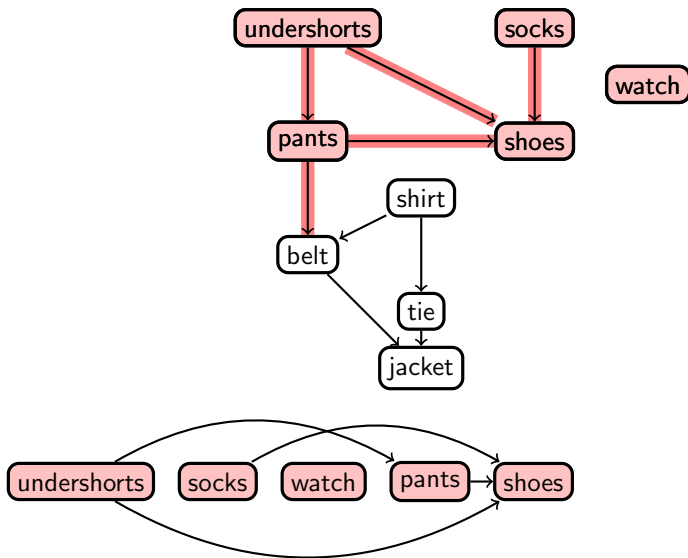 undershorts
socks
watch
pants
shoes
shirt
belt
tie
jacket
undershorts
socks
watch
pants
shoes